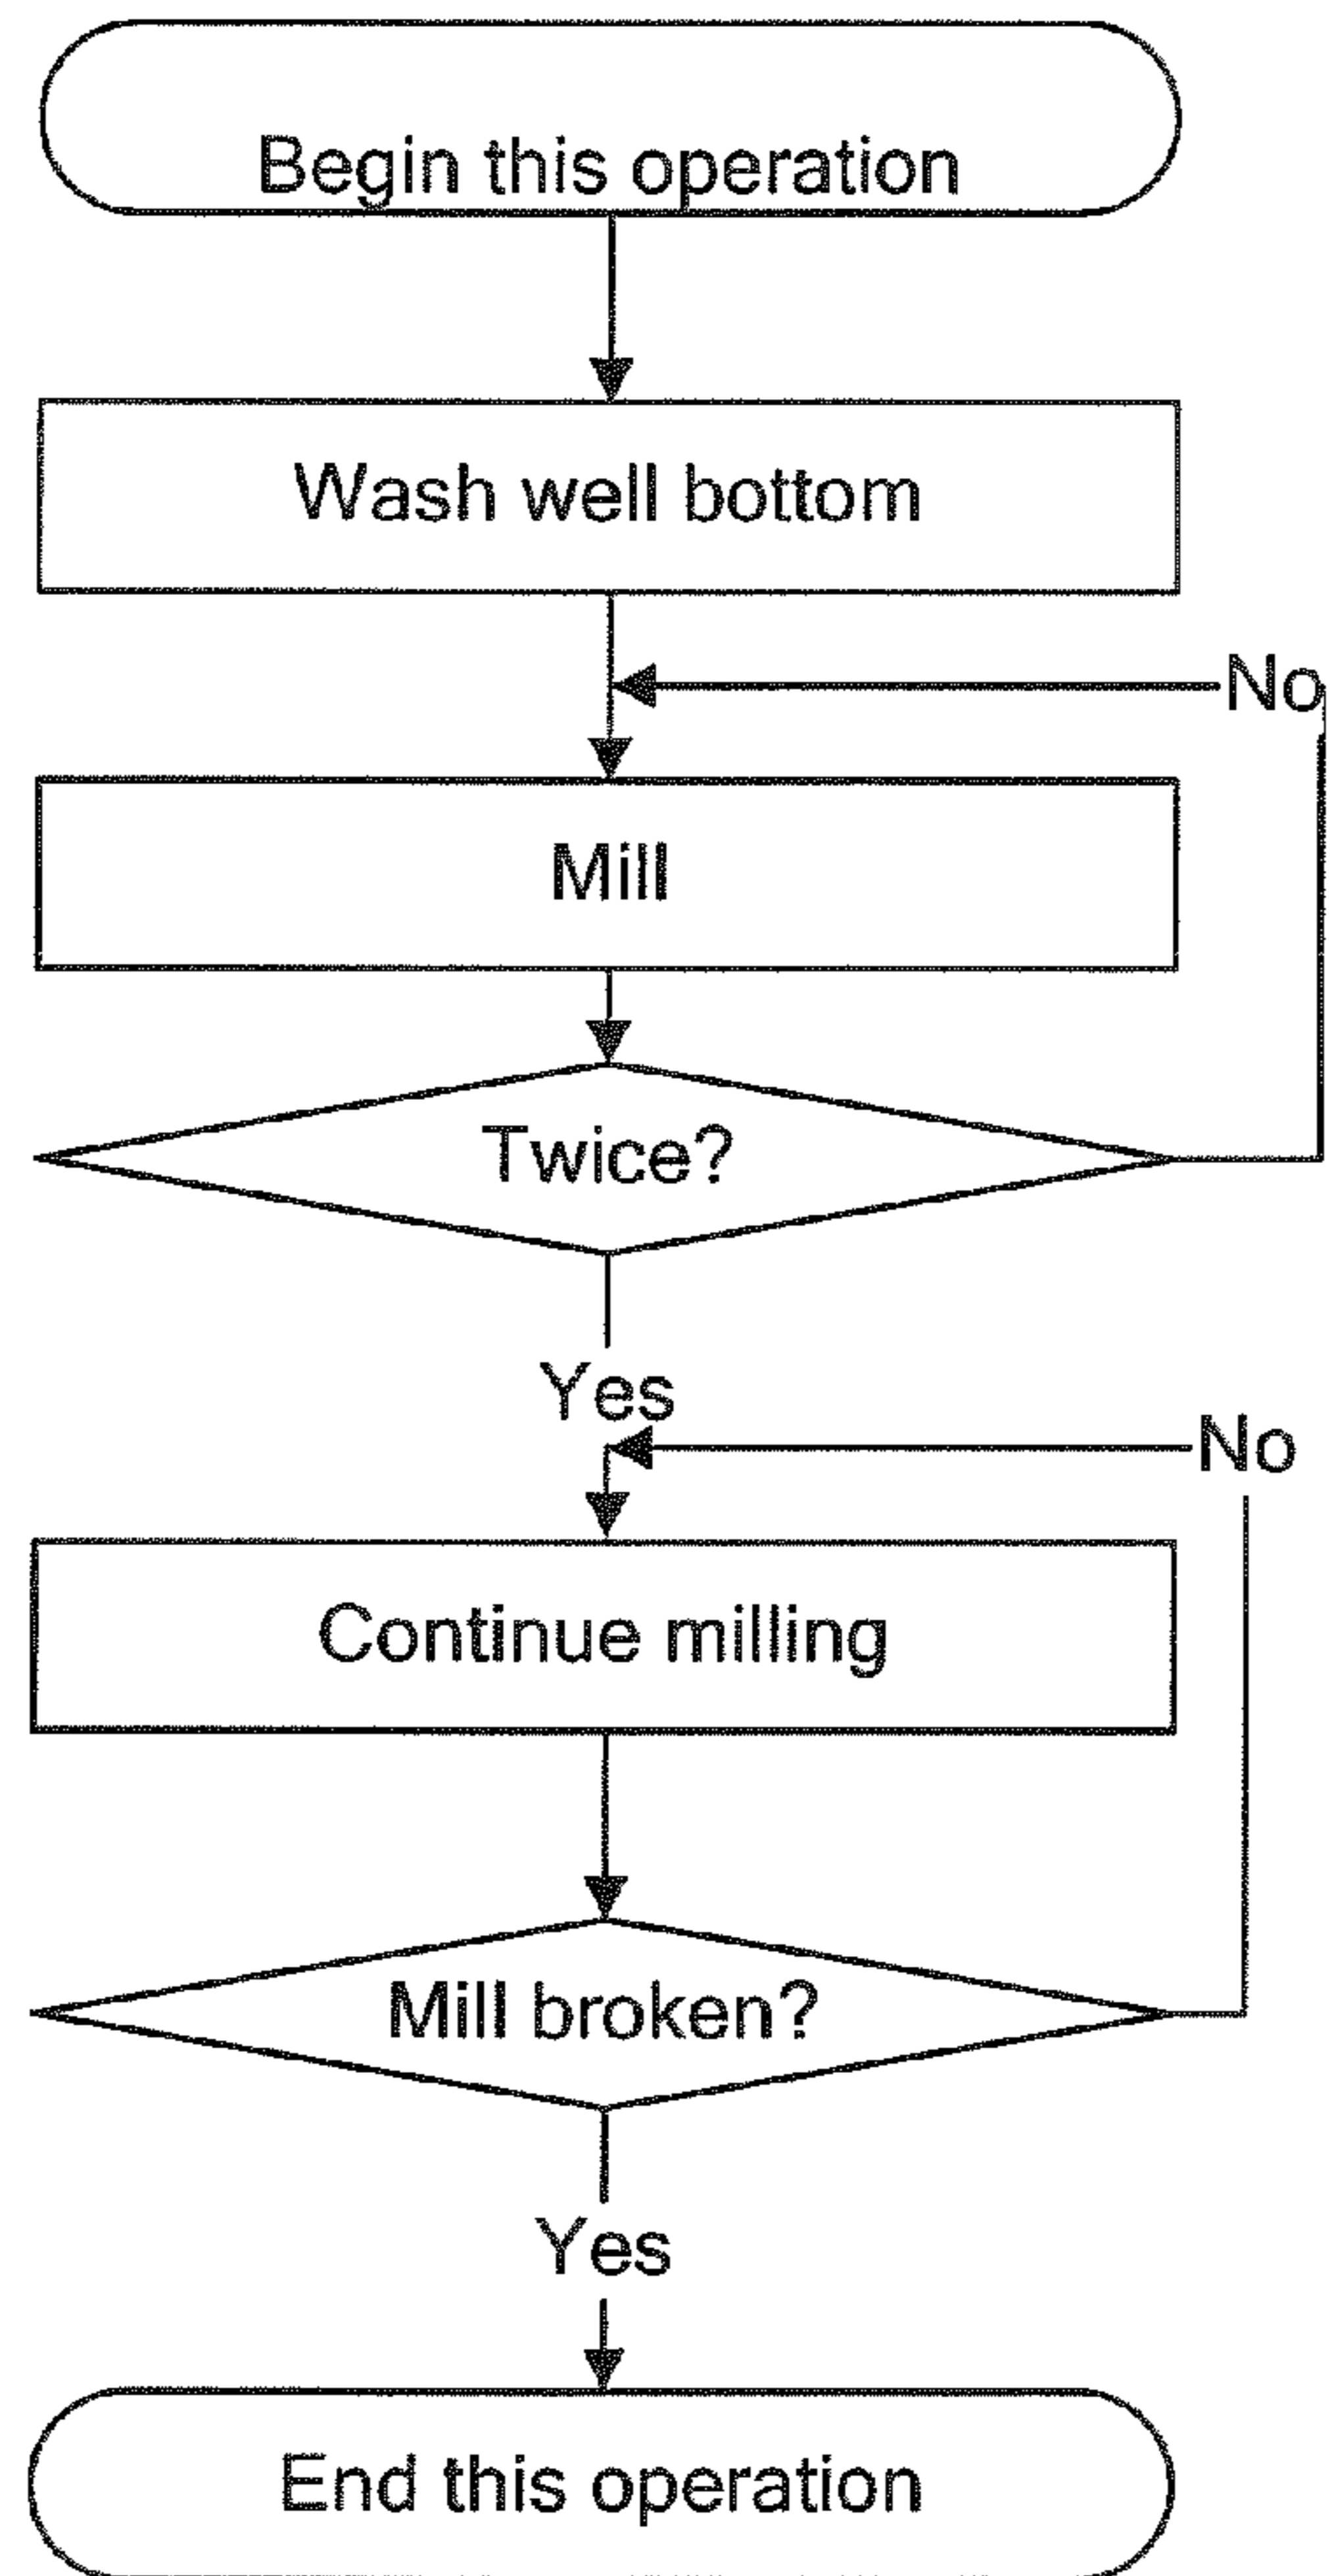 Begin this operation
Wash well bottom
No
Mill
Twice?
Yes
No
Continue milling
Mill broken?
Yes
End this operation